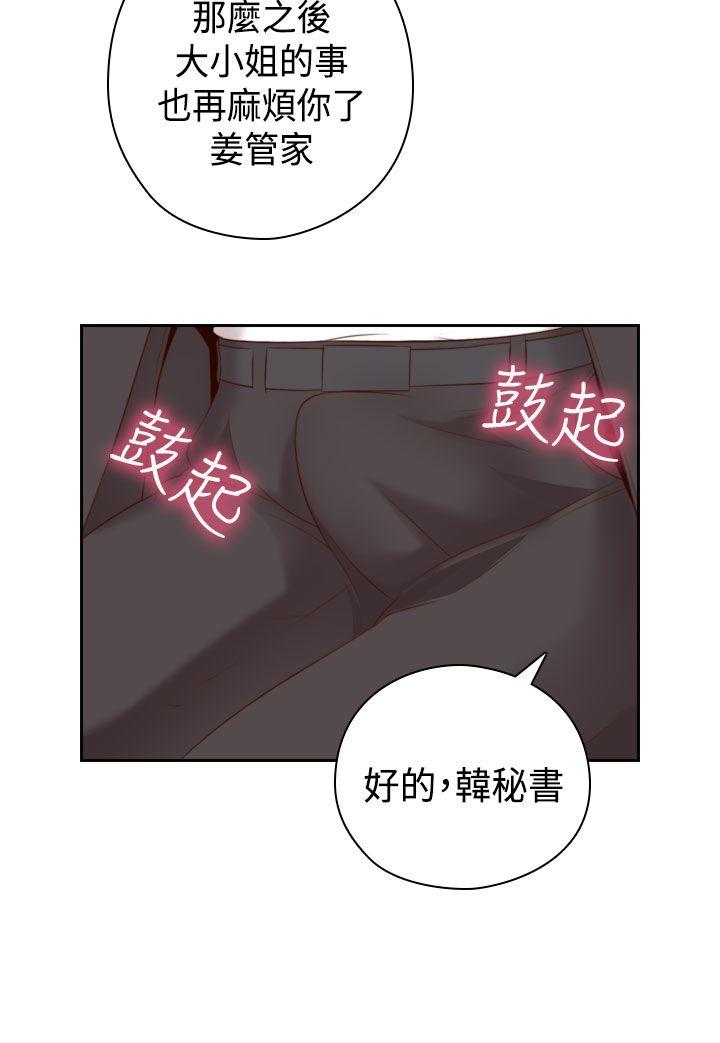 那麼之後
大小姐的事
也再麻煩你了
姜管家
鼓起
鼓起
好的，韓秘書